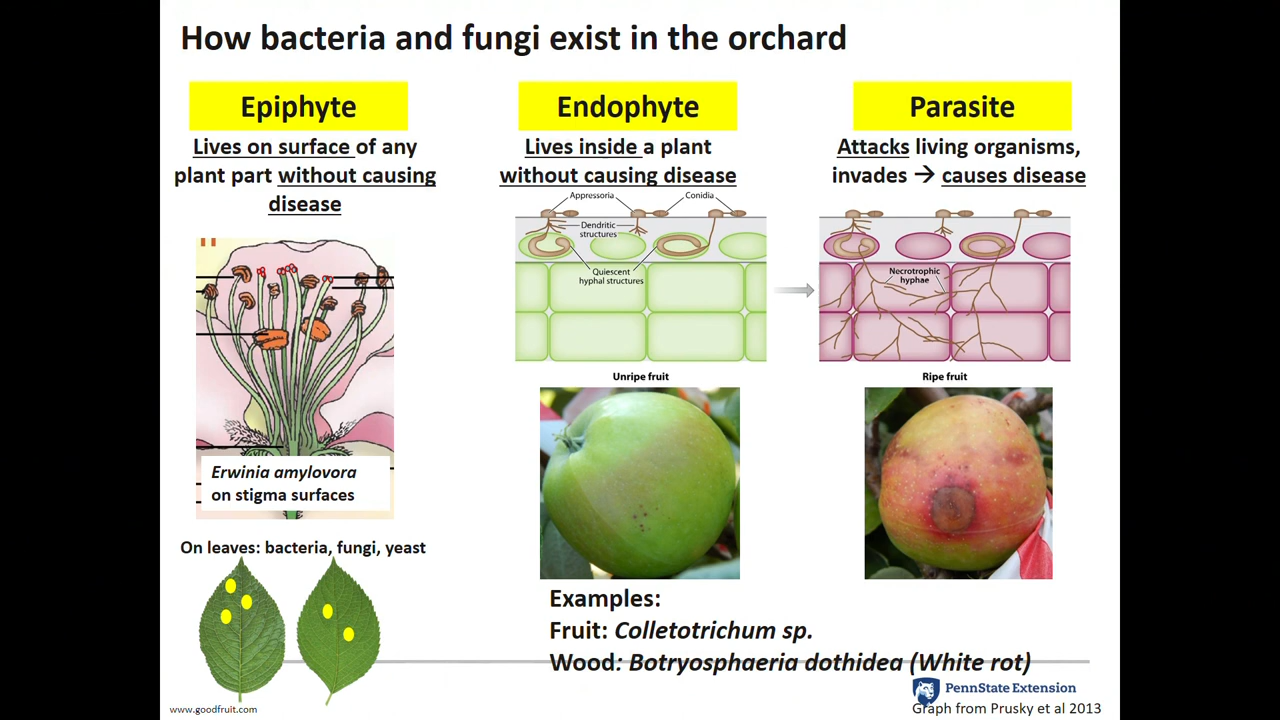 How bacteria and fungi exist in the orchard
Epiphyte
Lives on surface of any
plant part without causing
disease
Erwinia amylovora
on stigma surfaces
On leaves: bacteria, fungi, yeast
www.goodfruit.com
Endophyte
Lives inside a plant
without causing disease
Appressoria
Conidia
Dendritic
structures
Quiescent
hyphal structures
Unripe fruit
Parasite
Attacks living organisms,
invades → causes disease
Necrotrophic
hyphae
Ripe fruit
Examples:
Fruit: Colletotrichum sp.
Wood: Botryosphaeria dothidea (White rot)
PennState Extension
Graph from Prusky et al 2013